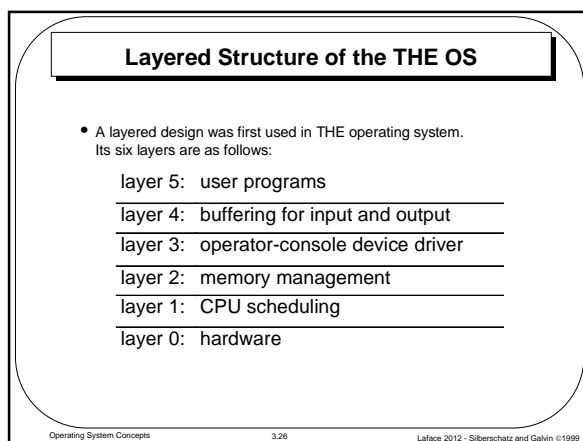 Layered Structure of the THE OS
• A layered design was first used in THE operating system.
Its six layers are as follows:
layer 5: user programs
layer 4: buffering for input and output
layer 3: operator-console device driver
layer 2: memory management
layer 1: CPU scheduling
layer 0: hardware
Operating System Concepts 3.26 Laface 2012 - Silberschatz and Galvin ©1999